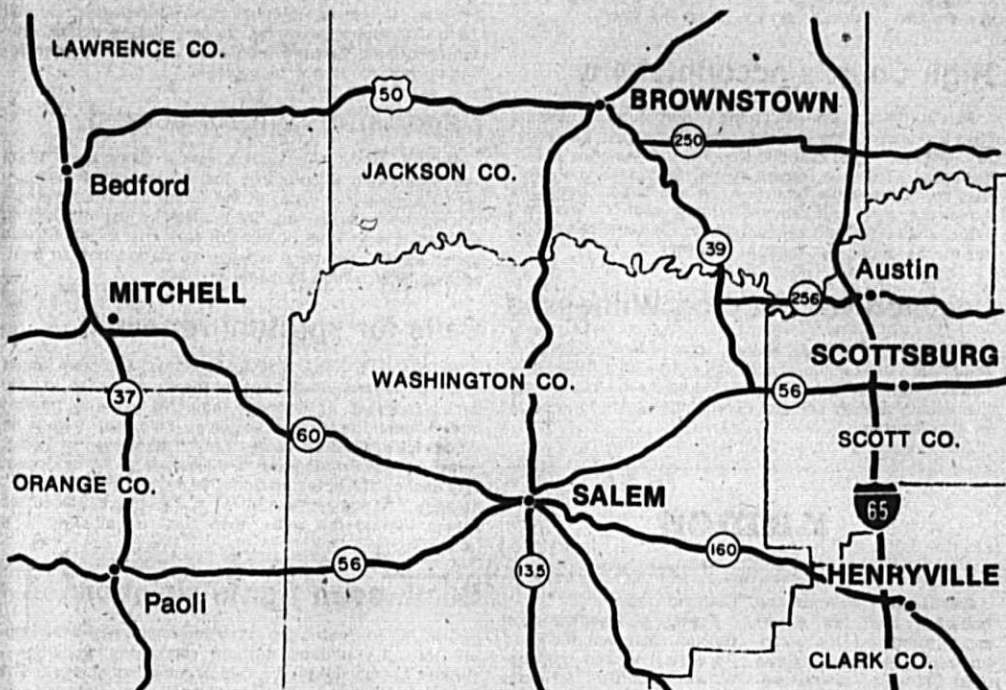 LAWRENCE CO.
50
BROWNSTOWN
250
JACKSON CO.
Bedford
39
Austin
MITCHELL
256
SCOTTSBURG
WASHINGTON CO.
56
37
60
SCOTT CO.
ORANGE CO.
SALEM
65
160
56
135
HENRYVILLE
Paoli
CLARK CO.